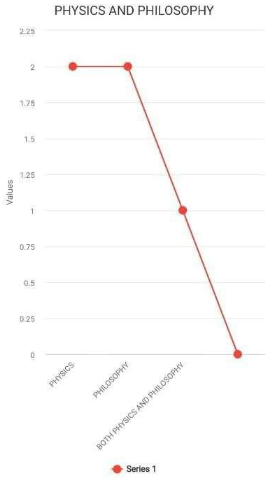 PHYSICS AND PHILOSOPHY
2.25
2
1.75
1.5
1.25
1
0.75
0.5
0.25
0
Values
PHYSICS
PHILOSOPHY
BOTH PHYSICS AND PHILOSOPHY
Series 1